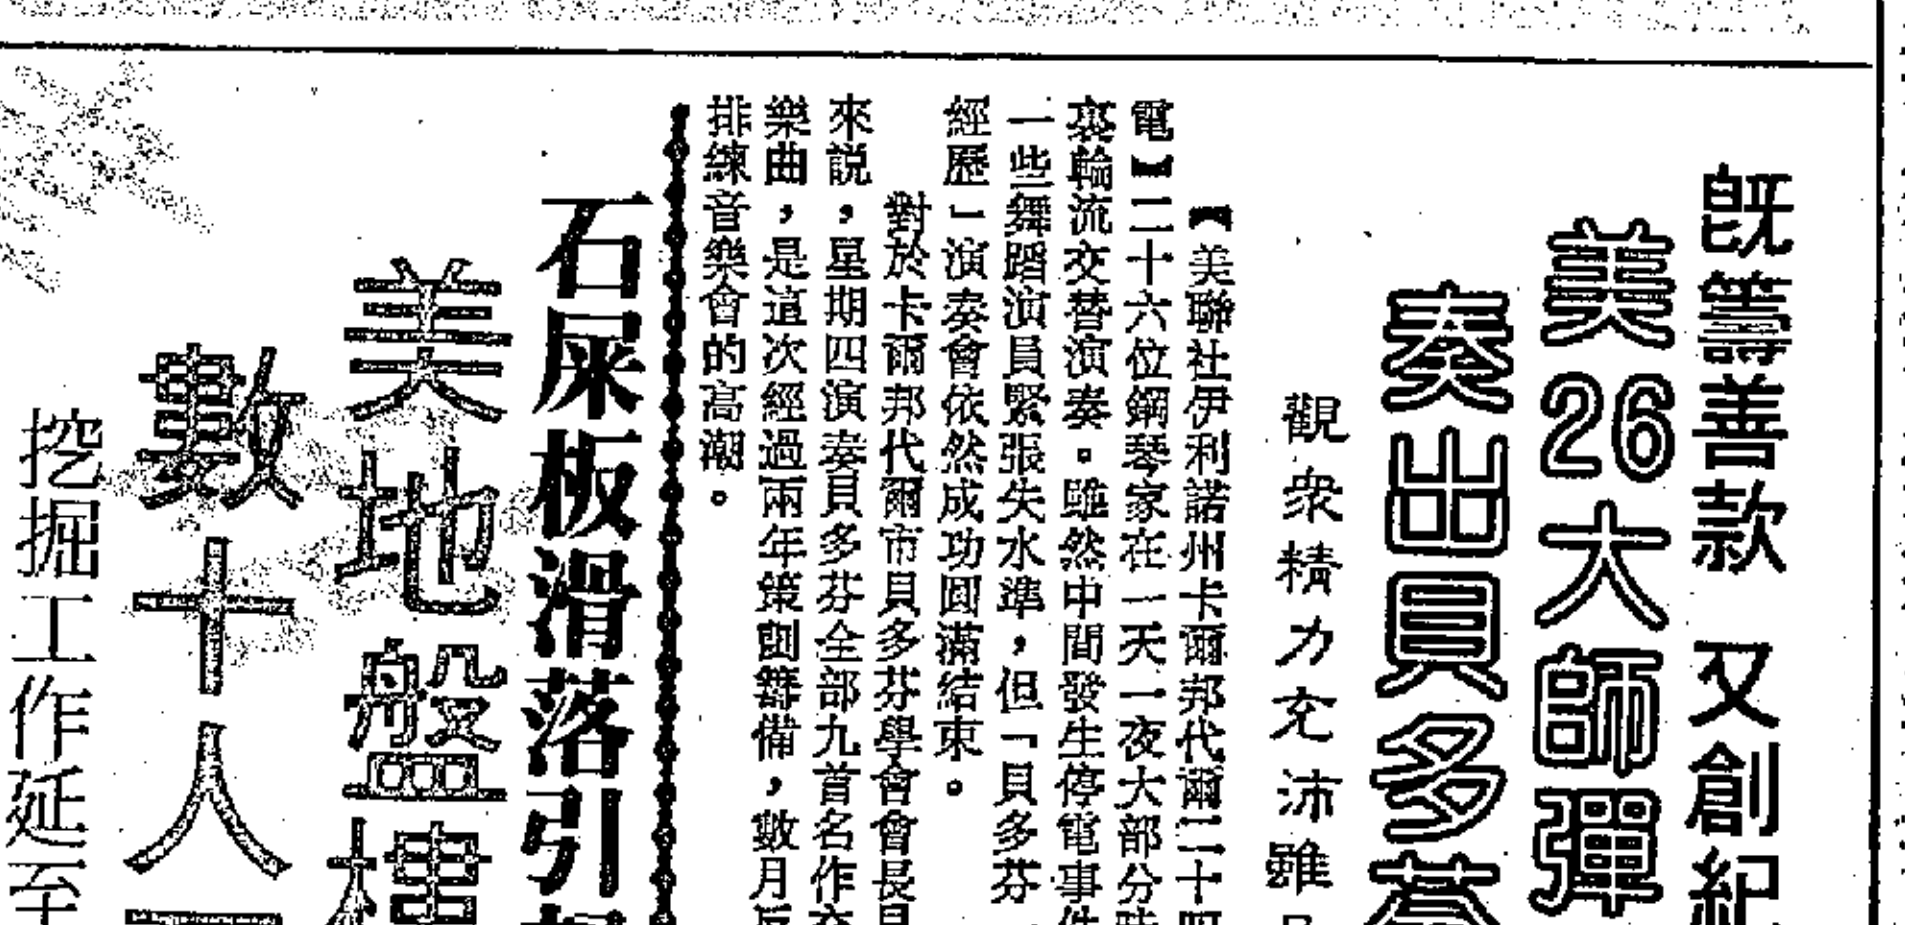 既籌善款 又創紀
美26大師彈
奏出貝多芬
觀衆精力充沛雖
【美聯社伊利諾州卡爾邦代爾二十四
電】二十六位鋼琴家在一天一夜大部分時
裏輪流交替演奏。雖然中間發生停電事件
一些舞蹈演員緊張失水準，但「貝多芬
經歷」演奏會依然成功圓滿結束。
對於卡爾邦代爾市貝多芬學會會長
來説，星期四演奏貝多芬全部九首名作
樂曲，是這次經過兩年策劃籌備，數月
排練音樂會的高潮。
石屎板滑落引
美地盤樓
數十人
挖掘工作延至